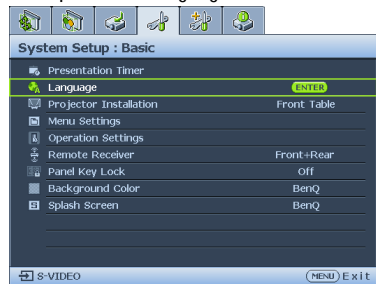 System Setup : Basic
Presentation Timer
Language ENTER
Projector Installation Front Table
Menu Settings
Operation Settings
Remote Receiver Front+Rear
Panel Key Lock Off
Background Color BenQ
Splash Screen BenQ
S-VIDEO MENU Exit